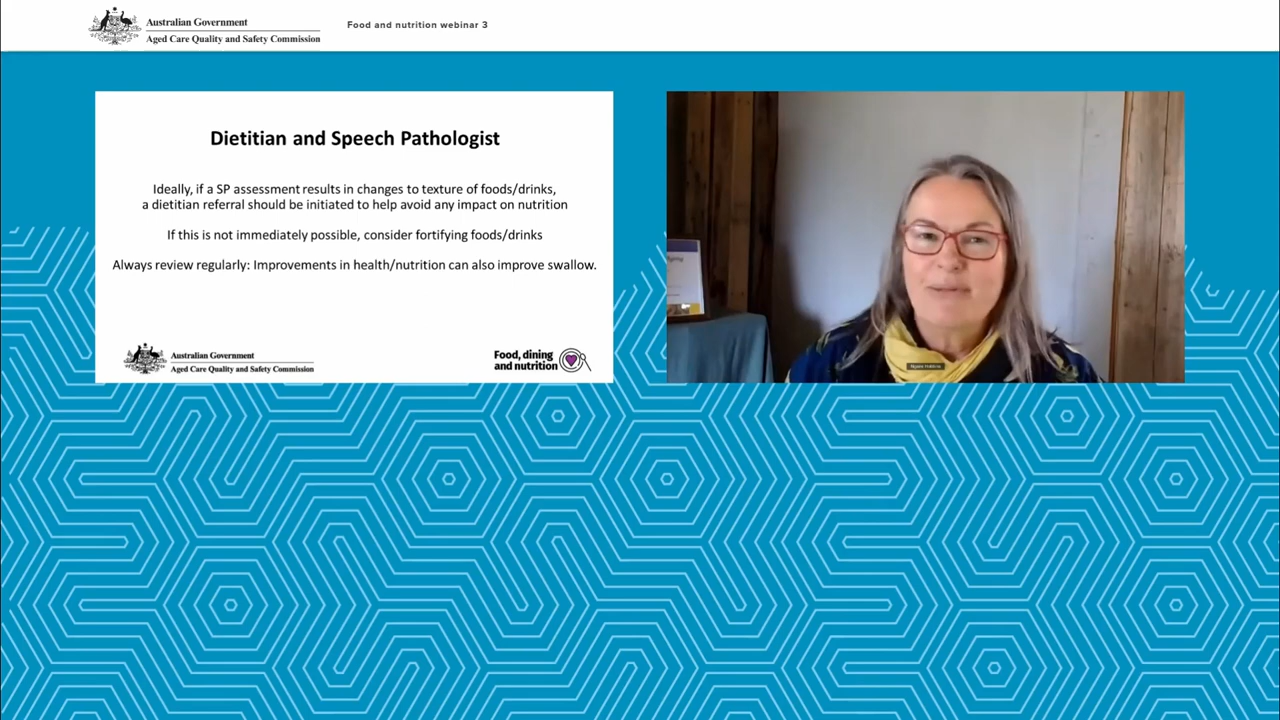 Australian Government
Aged Care Quality and Safety Commission
Food and nutrition webinar 3
Dietitian and Speech Pathologist
Ideally, if a SP assessment results in changes to texture of foods/drinks,
a dietitian referral should be initiated to help avoid any impact on nutrition
If this is not immediately possible, consider fortifying foods/drinks
Always review regularly: Improvements in health/nutrition can also improve swallow.
Australian Government
Aged Care Quality and Safety Commission
Food, dining
and nutrition